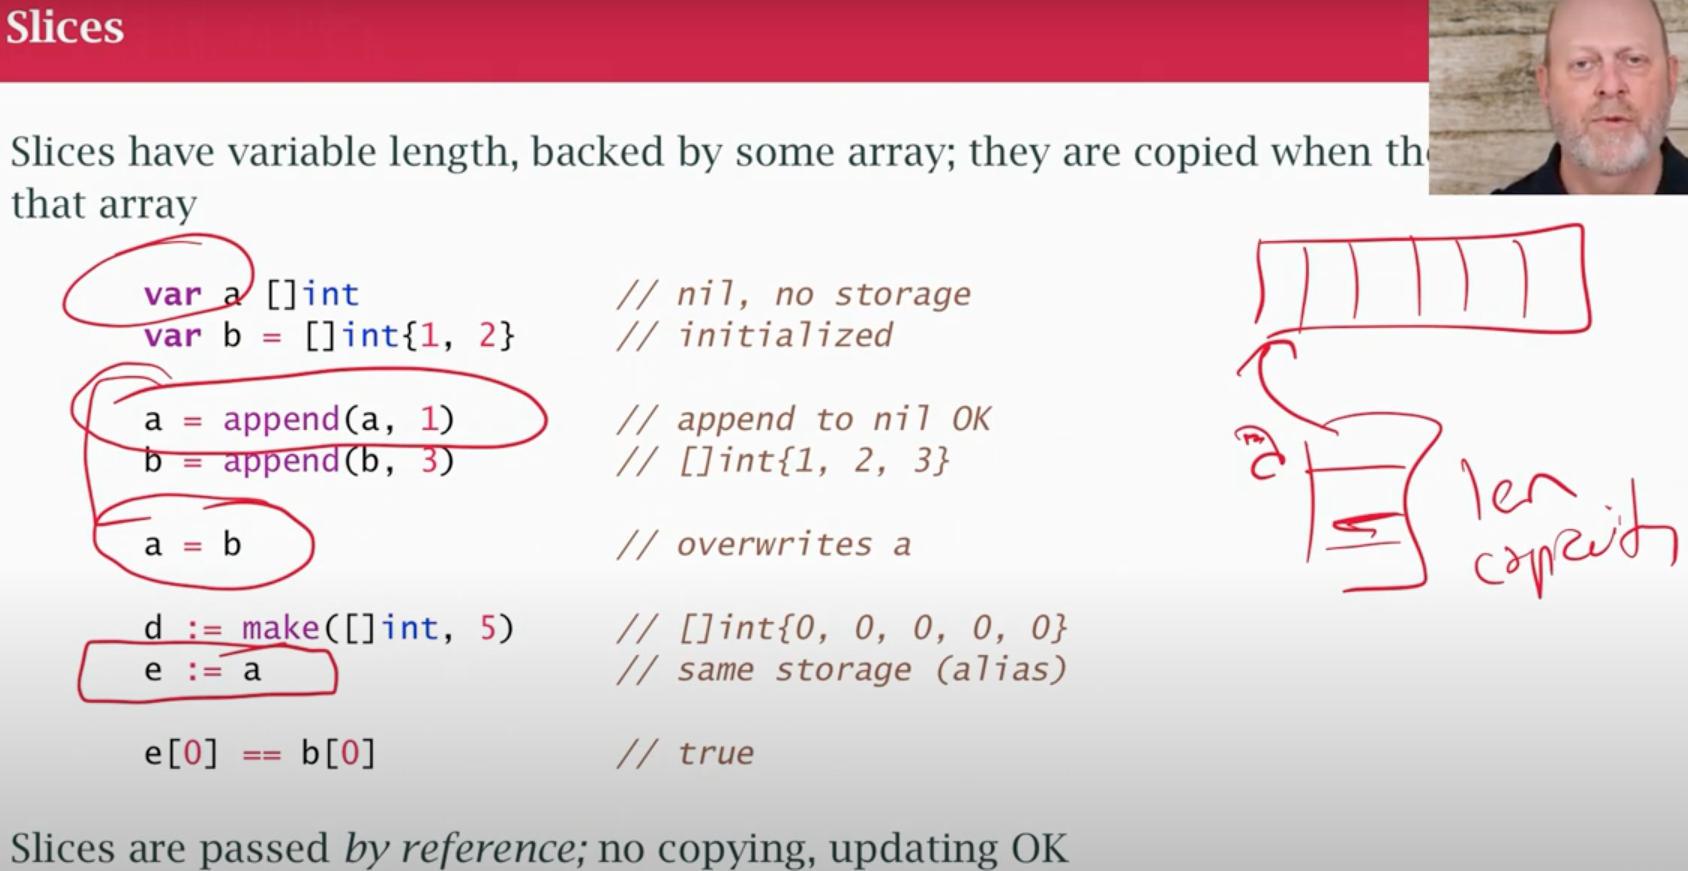 Slices
Slices have variable length, backed by some array; they are copied when
that array
var a []int // nil, no storage
var b = []int{1, 2} // initialized
a = append(a, 1) // append to nil OK
b = append(b, 3) // []int{1, 2, 3}
a = b // overwrites a
d := make([]int, 5) // []int{0, 0, 0, 0, 0}
e := a // same storage (alias)
e[0] == b[0] // true
Slices are passed by reference; no copying, updating OK
a
len
capacity